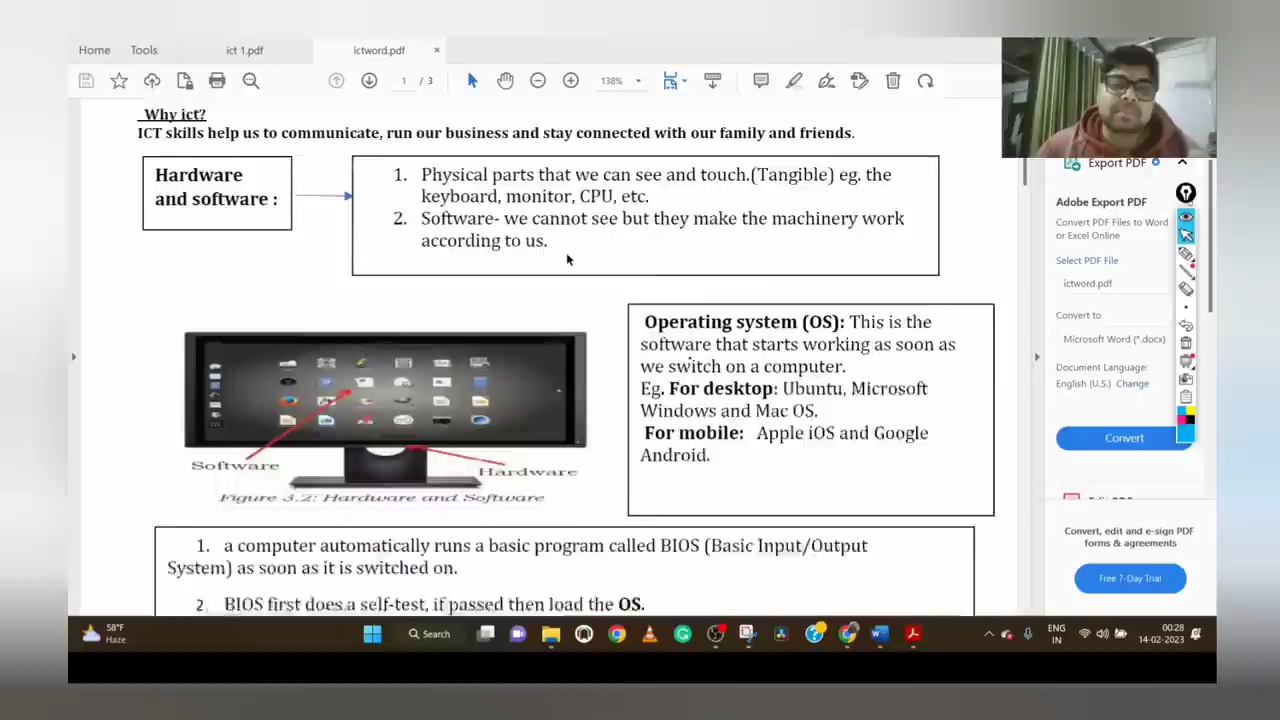 Home Tools ict 1.pdf ictword.pdf ×
1 / 3 138%
Why ict?
ICT skills help us to communicate, run our business and stay connected with our family and friends.
Hardware
and software :
1. Physical parts that we can see and touch.(Tangible) eg. the
keyboard, monitor, CPU, etc.
2. Software- we cannot see but they make the machinery work
according to us.
Operating system (OS): This is the
software that starts working as soon as
we switch on a computer.
Eg. For desktop: Ubuntu, Microsoft
Windows and Mac OS.
For mobile: Apple iOS and Google
Android.
Software
Hardware
Figure 3.2: Hardware and Software
1. a computer automatically runs a basic program called BIOS (Basic Input/Output
System) as soon as it is switched on.
2. BIOS first does a self-test, if passed then load the OS.
Export PDF
Adobe Export PDF
Convert PDF Files to Word
or Excel Online
Select PDF File
ictword.pdf
Convert to
Microsoft Word (*.docx)
Document Language:
English (U.S.) Change
Convert
Convert, edit and e-sign PDF
forms & agreements
Free 7-Day Trial
58°F
Haze
Search
ENG
IN
00:28
14-02-2023